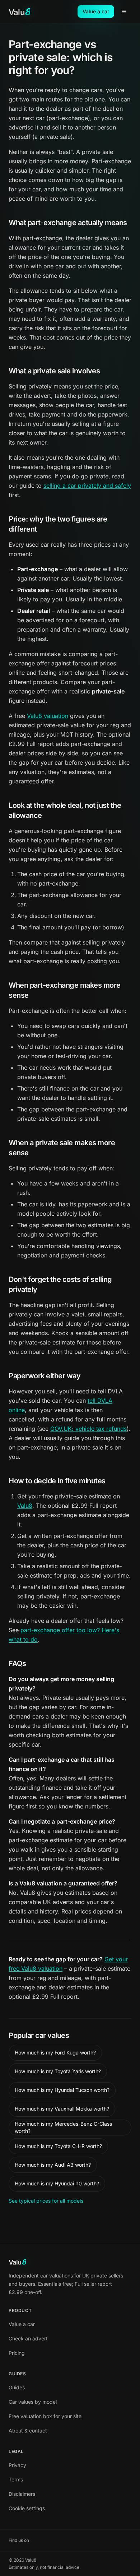 Valu8
Value a car
Part-exchange vs
private sale: which is
right for you?
When you're ready to change cars, you've
two main ways to let go of the old one: hand
it to the dealer as part of the deal on your
next car (part-exchange), or
advertise it and sell it to another person
yourself (a private sale).
Neither is always "best". A private sale
usually brings in more money. Part-exchange
is usually quicker and simpler. The right one
for you depends on the size of the gap
between the two, and how much your time
and hassle are worth to you.
What part-exchange actually means
With part-exchange, the dealer gives you an
allowance for your current car and takes it
off the price of the one you're buying. You
drive in with one car and out with another,
often on the same day.
The allowance tends to sit below what a
private buyer would pay. That isn't the dealer
being unfair. They have to prepare the car,
may need to fix it, often add a warranty, and
carry the risk that it sits on the forecourt for
weeks. That cost comes out of the price they
can give you.
What a private sale involves
Selling privately means you set the price,
write the advert, take the photos, answer
messages, show people the car, handle test
drives, take payment and do the paperwork.
In return you're usually selling at a figure
closer to what the car is genuinely worth to
its next owner.
It also means you're the one dealing with
time-wasters, haggling and the risk of
payment scams. If you do go private, read
our guide to selling a car privately and safely
first.
Price: why the two figures are
different
Every used car really has three prices at any
moment:
• Part-exchange – what a dealer will allow
against another car. Usually the lowest.
• Private sale – what another person is
likely to pay you. Usually in the middle.
• Dealer retail – what the same car would
be advertised for on a forecourt, with
preparation and often a warranty. Usually
the highest.
A common mistake is comparing a part-
exchange offer against forecourt prices
online and feeling short-changed. Those
aren't the same thing. Compare your part-
exchange offer with a realistic private-sale
figure instead.
A free Valu8 valuation gives you an
estimated private-sale value for your reg and
mileage, plus your MOT history. The optional
£2.99 Full report adds part-exchange and
dealer prices side by side, so you can see
the gap before you decide. Like any
valuation, they're estimates, not a
guaranteed offer.
Look at the whole deal, not just the
allowance
A generous-looking part-exchange figure
doesn't help you if the price of the car
you're buying has quietly gone up. Before
you agree anything, ask the dealer for:
1. The cash price of the car you're buying,
with no part-exchange.
2. The part-exchange allowance for your
car.
3. Any discount on the new car.
4. The final amount you'll pay (or borrow).
Then compare that against selling privately
and paying the cash price. That tells you
what part-exchange is really costing you.
When part-exchange makes more
sense
Part-exchange is often the better call when:
• You need to swap cars quickly and can't
be without one.
• You'd rather not have strangers visiting
your home or test-driving your car.
• The car needs work that would put
private buyers off.
• There's still finance on the car and you
want the dealer to handle settling it.
• The gap between the part-exchange and
private-sale estimates is small.
When a private sale makes more
sense
Selling privately tends to pay off when:
• You have a few weeks and aren't in a
rush.
• The car is tidy, has its paperwork and is a
model people actively look for.
• The gap between the two estimates is big
enough to be worth the effort.
• You're comfortable handling viewings,
negotiation and payment checks.
Don't forget the costs of selling
privately
The headline gap isn't all profit. Selling
privately can involve a valet, small repairs,
advertising fees and a few evenings or
weekends. Knock a sensible amount off the
private estimate for those before you
compare it with the part-exchange offer.
Paperwork either way
However you sell, you'll need to tell DVLA
you've sold the car. You can tell DVLA
online, and your vehicle tax is then
cancelled, with a refund for any full months
remaining (see GOV.UK: vehicle tax refunds).
A dealer will usually guide you through this
in part-exchange; in a private sale it's on
you.
How to decide in five minutes
1. Get your free private-sale estimate on
Valu8. The optional £2.99 Full report
adds a part-exchange estimate alongside
it.
2. Get a written part-exchange offer from
the dealer, along with the cash price of
the new car.
3. Take a realistic amount off the private-
sale estimate for prep, ads and your time.
4. If what's left is still more than the dealer
deal, consider selling privately. If not,
part-exchange may be the smarter
choice.
Already have a dealer offer that feels low?
See part-exchange offer too low? Here's
what to do.
FAQs
Do you always get more money selling
privately?
Not always. Private sale usually pays more,
but the gap varies by car. For some in-
demand cars a dealer may be keen enough
to make the difference small. That's why it's
worth checking both estimates for your
specific car.
Can I part-exchange a car that still has
finance on it?
Often, yes. Many dealers will settle the
outstanding finance as part of the deal. Ask
your lender for a settlement figure first so
you know where you stand.
Can I negotiate a part-exchange price?
Yes. Knowing a realistic private-sale and
part-exchange estimate for your car before
you arrive gives you something to point to.
Just remember to negotiate on the whole
deal, not only the allowance.
Is a Valu8 valuation a guaranteed offer?
No. Valu8 gives you estimates based on
comparable cars currently advertised in UK
adverts. Real selling prices depend on
condition, spec, location and timing.
Ready to see the gap for your car? Get your
free Valu8 valuation – a private-sale estimate
from your reg and mileage, with part-
exchange and dealer estimates in the
optional £2.99 Full report.
Popular car values
How much is my Ford Kuga worth?
How much is my Toyota Yaris worth?
How much is my Hyundai Tucson worth?
How much is my Vauxhall Mokka worth?
How much is my Mercedes-Benz C-Class
worth?
How much is my Toyota C-HR worth?
How much is my Audi A3 worth?
How much is my Hyundai i10 worth?
See typical prices for all models
Valu8
Independent car valuations for UK private sellers
and buyers. Essentials free; Full seller report
£2.99 one-off.
PRODUCT
Value a car
Check an advert
Pricing
GUIDES
Guides
Car values by model
Free valuation box for your site
About & contact
LEGAL
Privacy
Terms
Disclaimers
Cookie settings
Find us on
© 2026 Valu8
Estimates only, not financial advice.